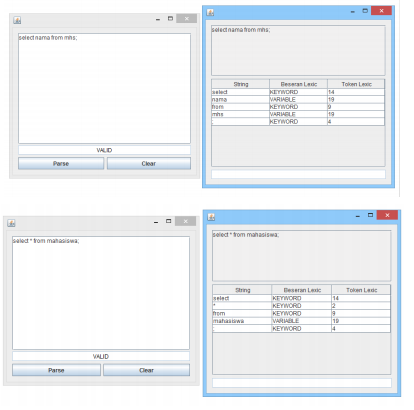 select nama from mhs;
VALID
Parse Clear
select nama from mhs;
String Beseran Lexic Token Lexic
select KEYWORD 14
nama VARIABLE 19
from KEYWORD 9
mhs VARIABLE 19
; KEYWORD 4
select * from mahasiswa;
VALID
Parse Clear
select * from mahasiswa;
String Beseran Lexic Token Lexic
select KEYWORD 14
* KEYWORD 2
from KEYWORD 9
mahasiswa VARIABLE 19
; KEYWORD 4